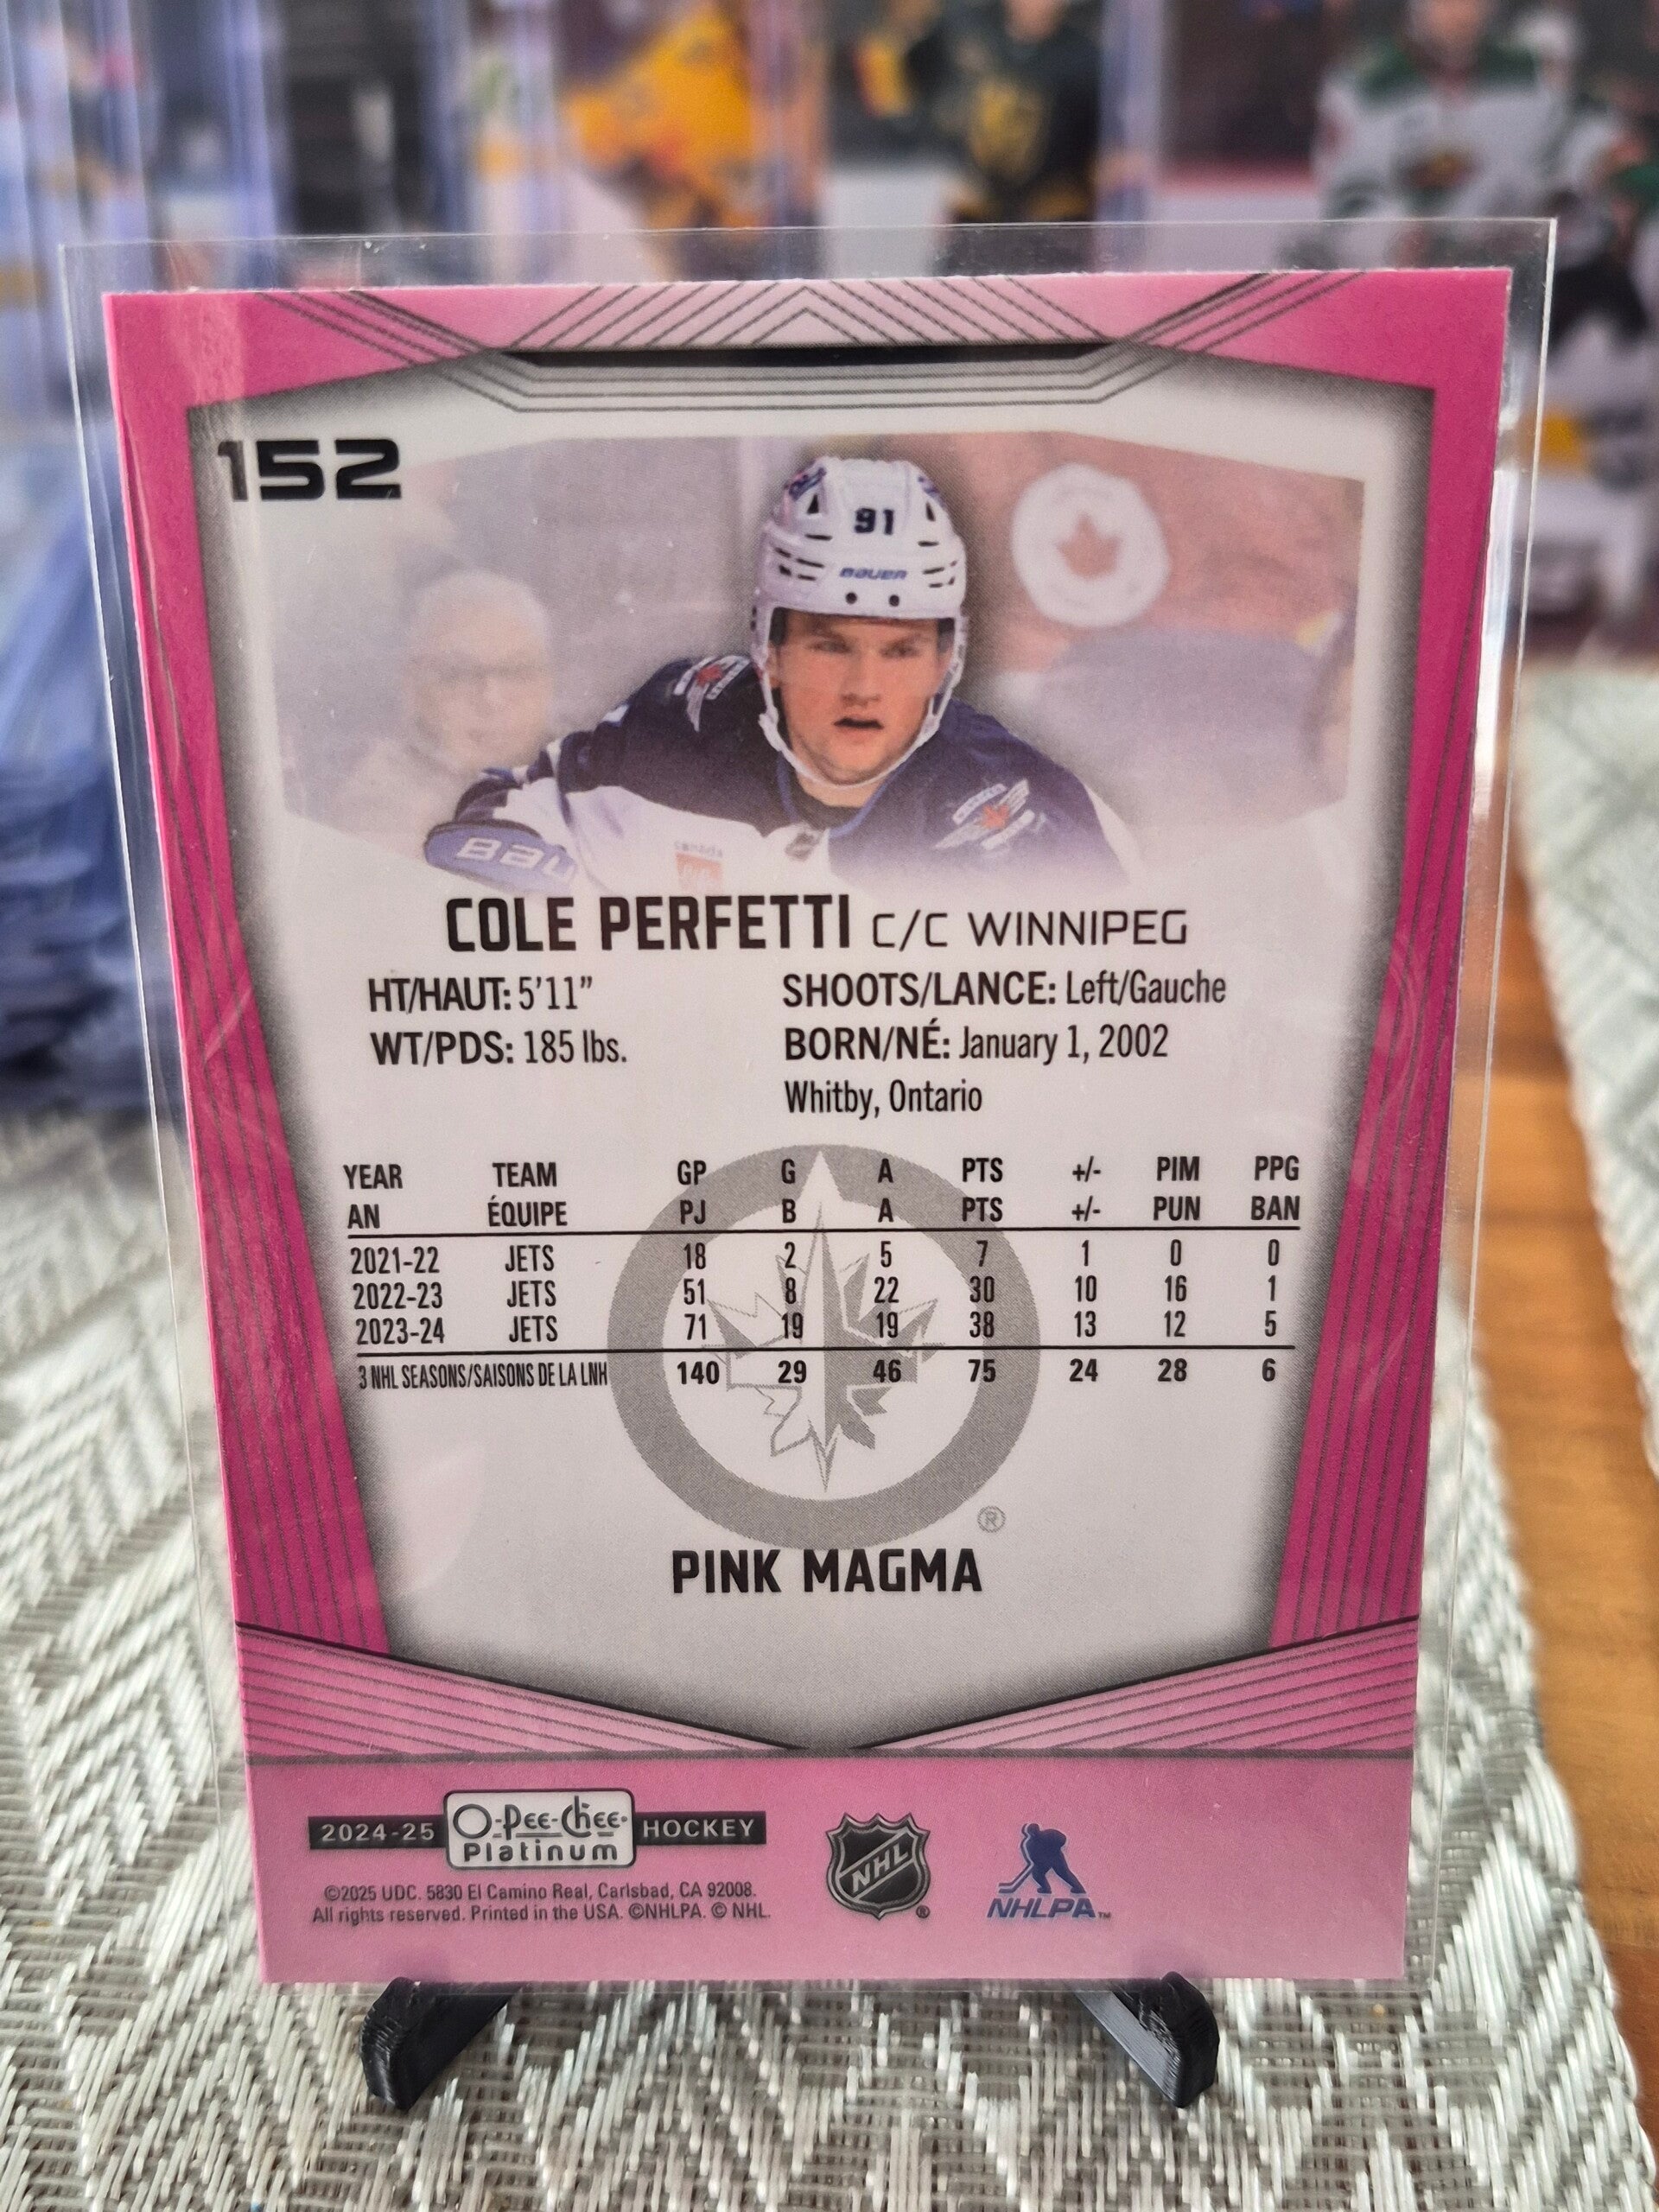 152
91
BAUER
BAU
Canada
COLE PERFETTI C/C WINNIPEG
HT/HAUT: 5'11" SHOOTS/LANCE: Left/Gauche
WT/PDS: 185 lbs. BORN/NÉ: January 1, 2002
Whitby, Ontario
YEAR TEAM GP G A PTS +/- PIM PPG
AN ÉQUIPE PJ B A PTS +/- PUN BAN
2021-22 JETS 18 2 5 7 1 0 0
2022-23 JETS 51 8 22 30 10 16 1
2023-24 JETS 71 19 19 38 13 12 5
3 NHL SEASONS/SAISONS DE LA LNH 140 29 46 75 24 28 6
®
PINK MAGMA
2024-25 O-Pee-Chee Platinum HOCKEY
©2025 UDC. 5830 El Camino Real, Carlsbad, CA 92008.
All rights reserved. Printed in the USA. ©NHLPA. © NHL.
NHL ®
NHLPA™